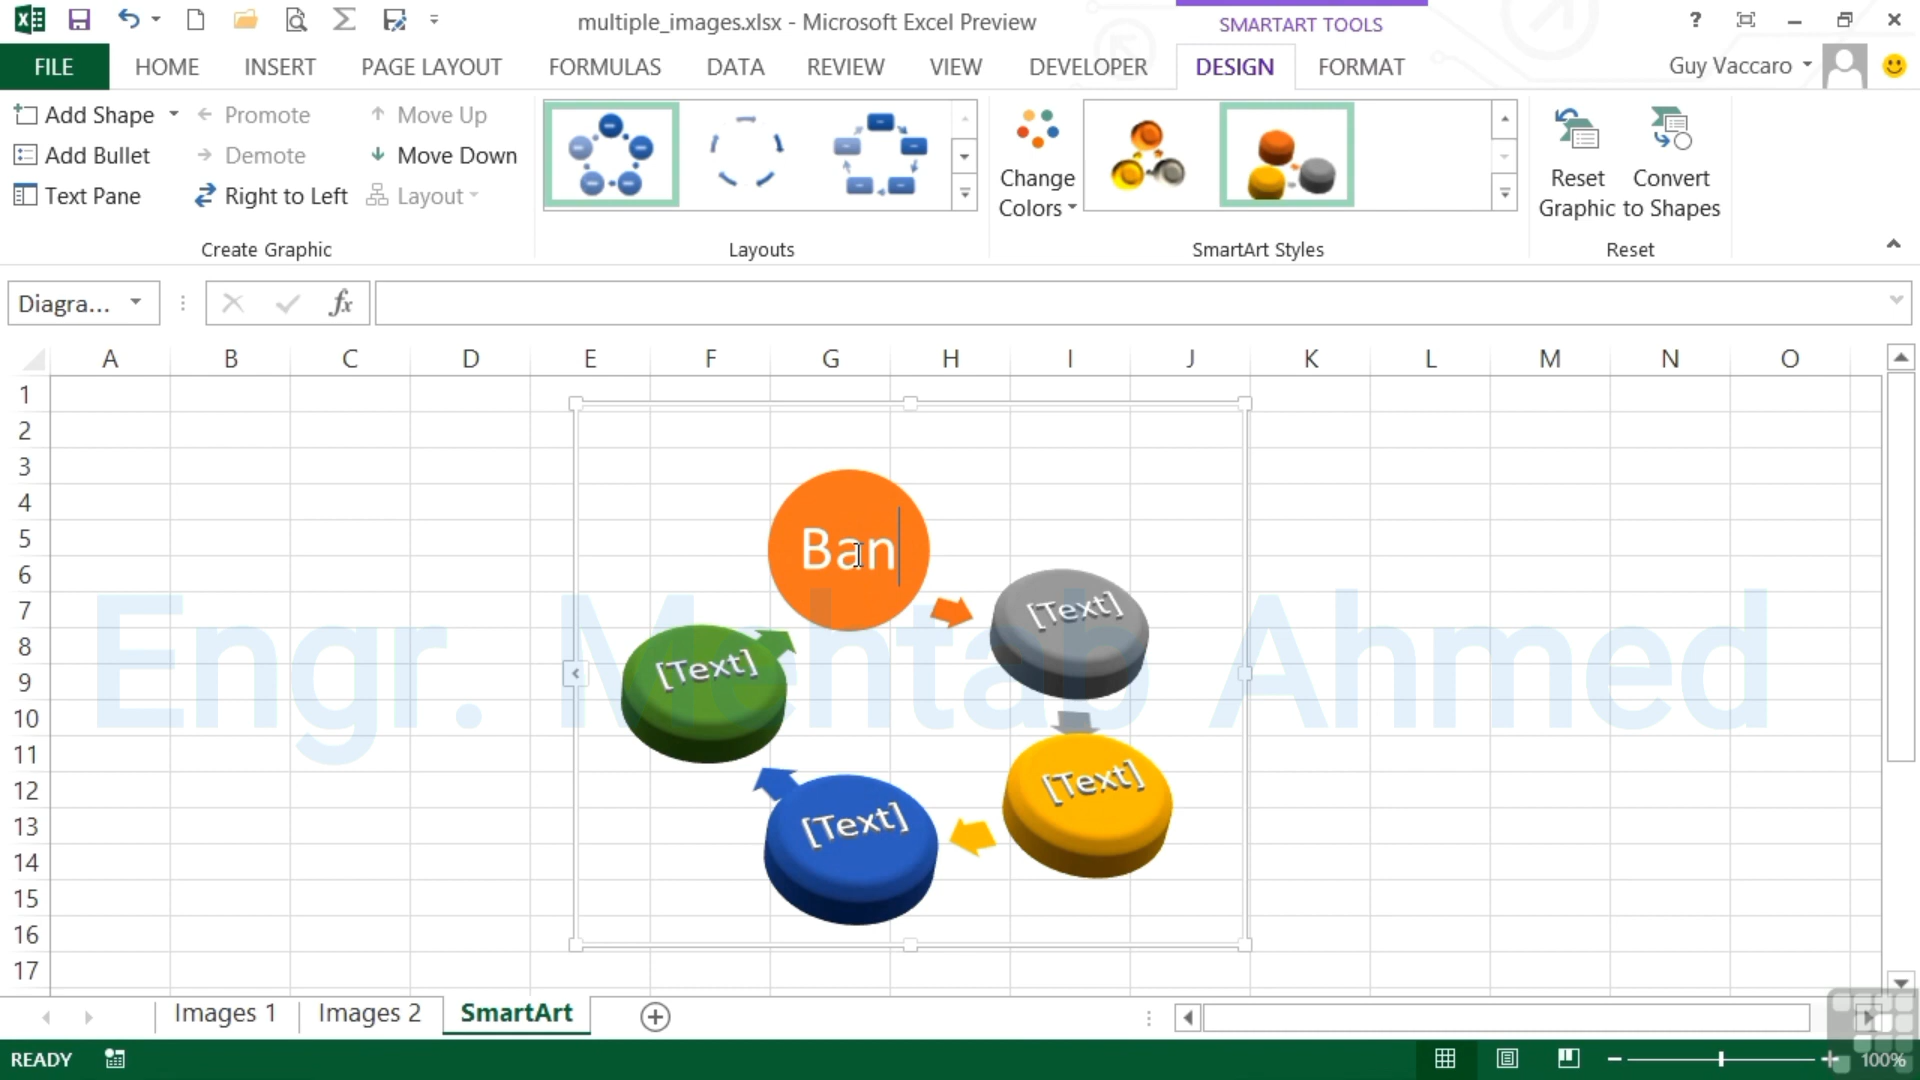 multiple_images.xlsx - Microsoft Excel Preview
SMARTART TOOLS
?
FILE HOME INSERT PAGE LAYOUT FORMULAS DATA REVIEW VIEW DEVELOPER DESIGN FORMAT Guy Vaccaro
Add Shape Promote Move Up
Add Bullet Demote Move Down
Text Pane Right to Left Layout
Create Graphic
Layouts
Change
Colors
SmartArt Styles
Reset
Graphic
Convert
to Shapes
Reset
Diagra...
fx
A B C D E F G H I J K L M N O
1
2
3
4
5
6
7
8
9
10
11
12
13
14
15
16
17
Ban
[Text]
[Text]
[Text]
[Text]
Engr. Mehtab Ahmed
Images 1 Images 2 SmartArt
READY
100%